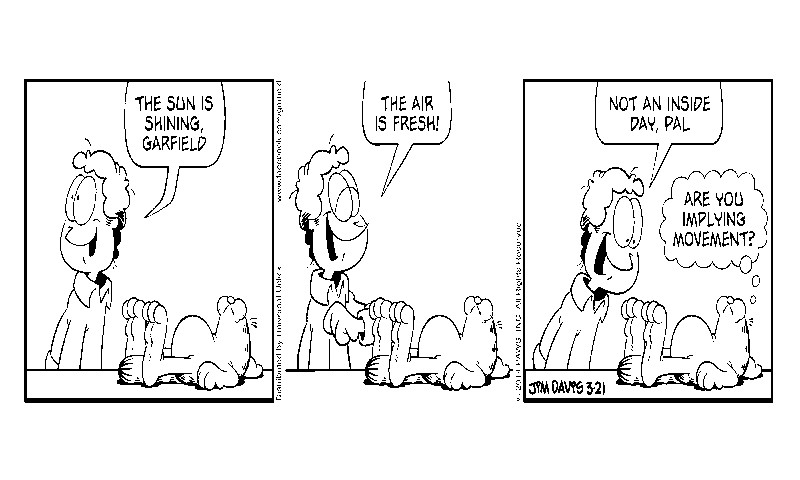 THE SUN IS
SHINING,
GARFIELD
THE AIR
IS FRESH!
NOT AN INSIDE
DAY, PAL
ARE YOU
IMPLYING
MOVEMENT?
JIM DAVIS 3·21